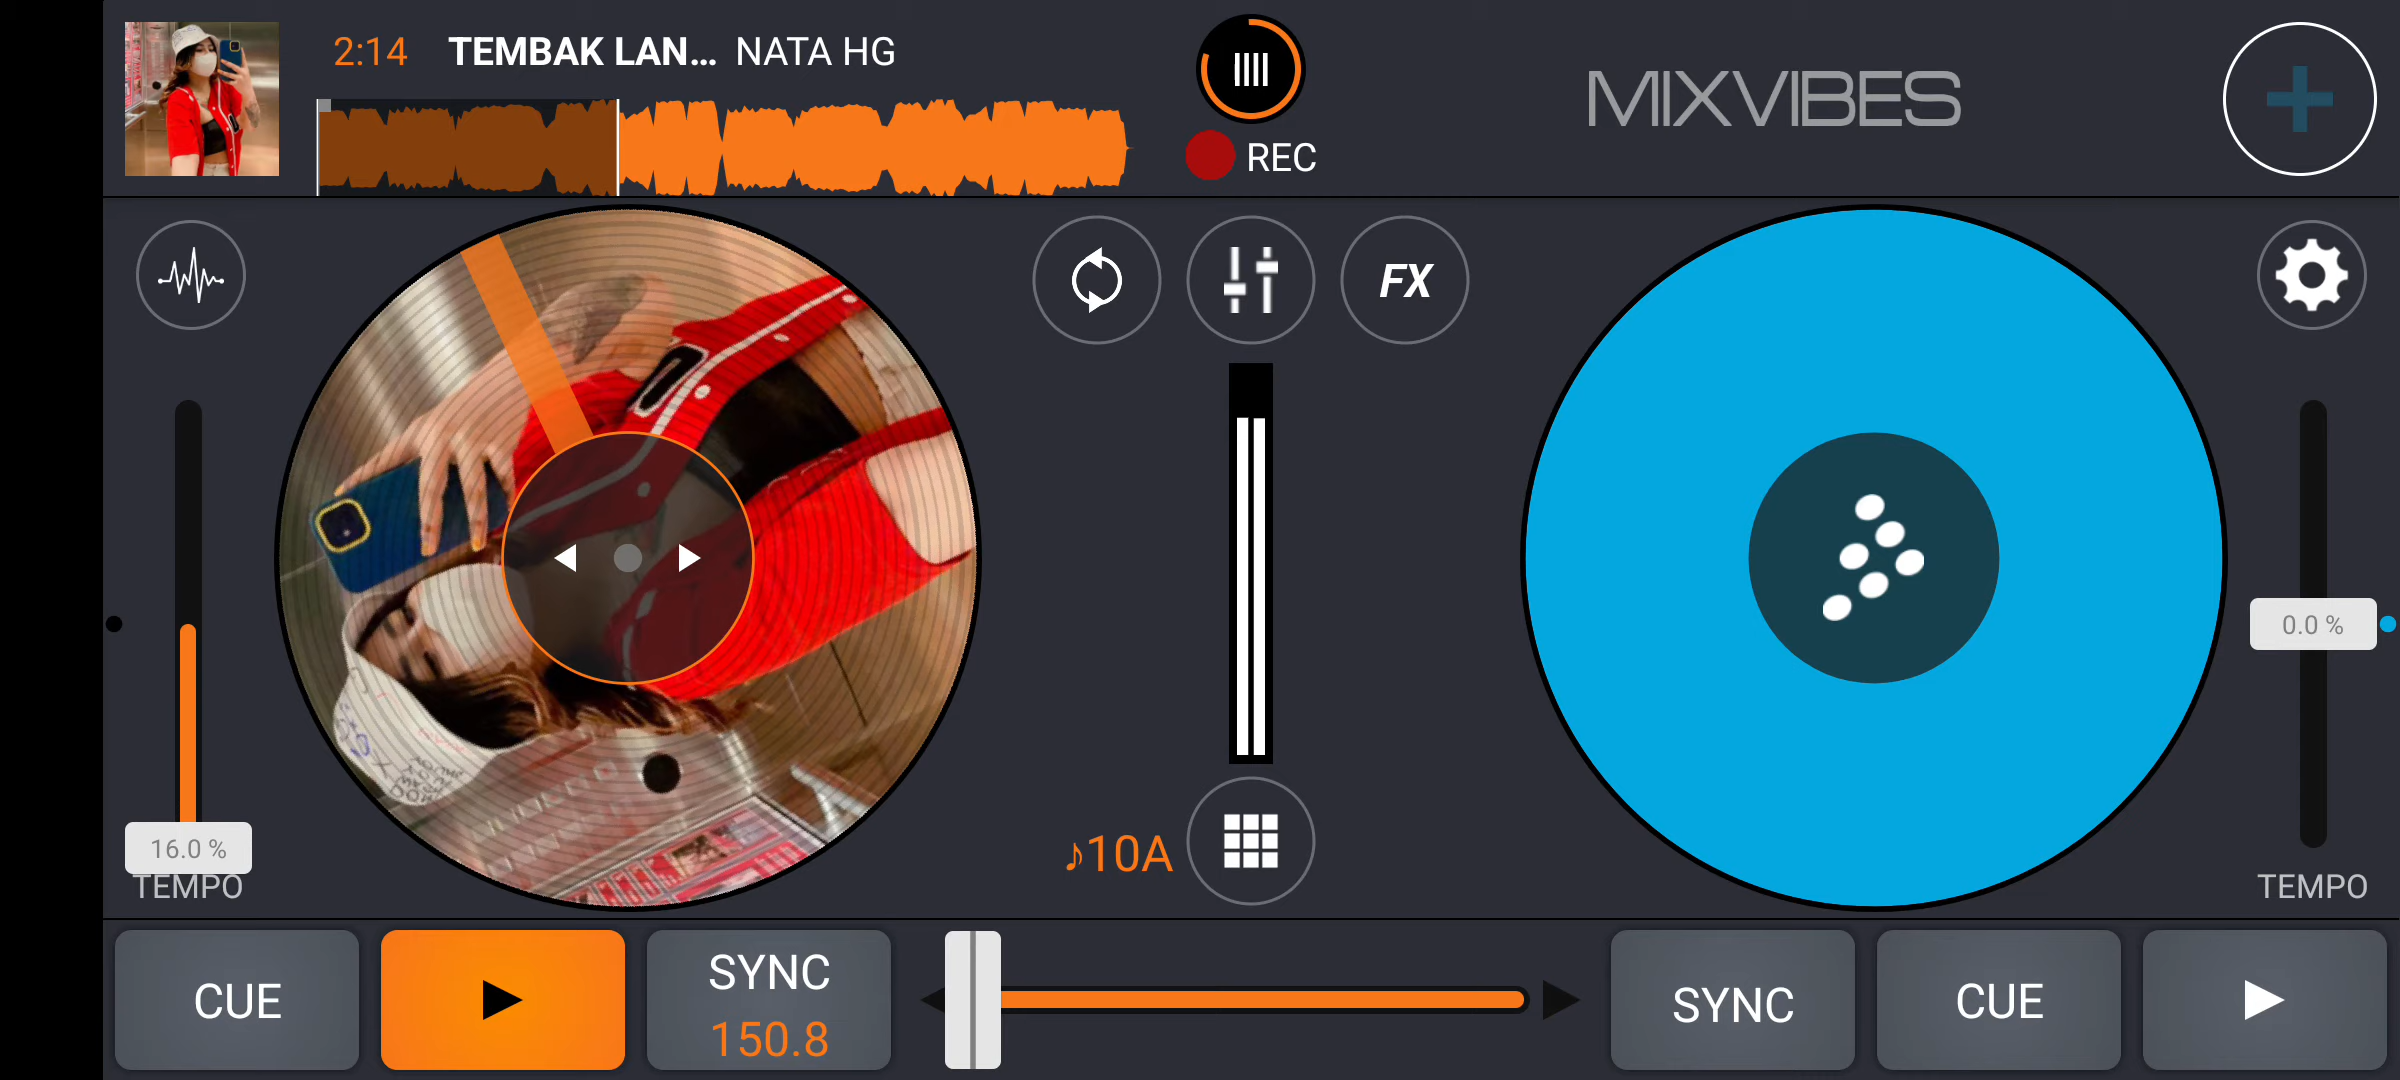 2:14 TEMBAK LAN... NATA HG
REC
MIXVIBES
FX
16.0 %
TEMPO
♪10A
0.0 %
TEMPO
CUE
SYNC
150.8
SYNC
CUE